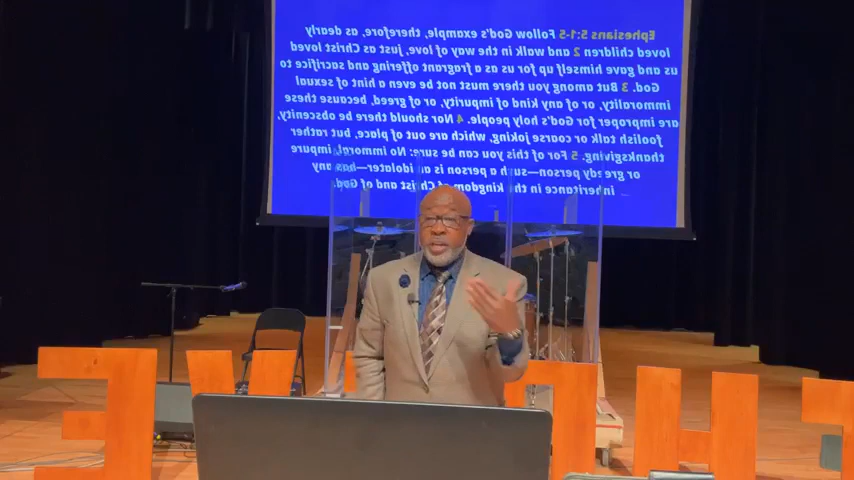 Ephesians 5:1-5 Follow God's example, therefore, as dearly
loved children 2 and walk in the way of love, just as Christ loved
us and gave himself up for us as a fragrant offering and sacrifice to
God. 3 But among you there must not be even a hint of sexual
immorality, or of any kind of impurity, or of greed, because these
are improper for God's holy people. 4 Nor should there be obscenity,
foolish talk or coarse joking, which are out of place, but rather
thanksgiving. 5 For of this you can be sure: No immoral, impure
or greedy person—such a person is an idolater—has any
inheritance in the kingdom of Christ and of God.
THE